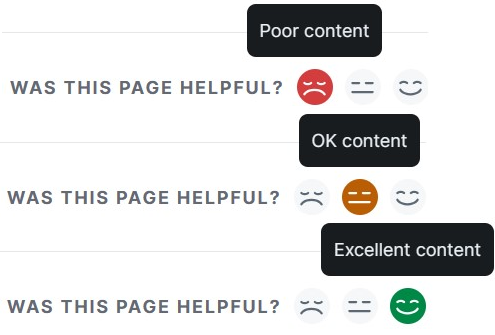 Poor content
WAS THIS PAGE HELPFUL?
OK content
WAS THIS PAGE HELPFUL?
Excellent content
WAS THIS PAGE HELPFUL?